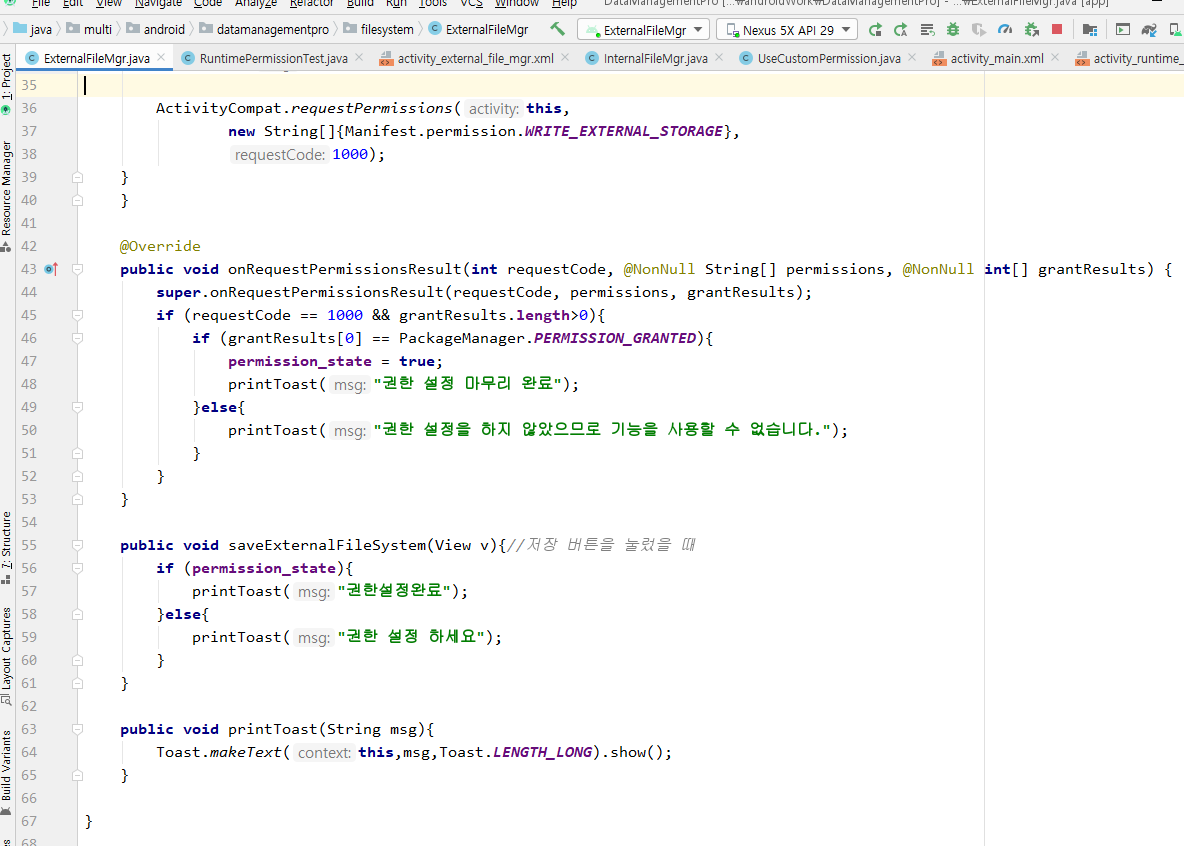 File Edit View Navigate Code Analyze Refactor Build Run Tools VCS Window Help DataManagementPro [...₩androidWork₩DataManagementPro] - ...₩ExternalFileMgr.java [app]
java multi android datamanagementpro filesystem ExternalFileMgr ExternalFileMgr Nexus 5X API 29
ExternalFileMgr.java RuntimePermissionTest.java activity_external_file_mgr.xml InternalFileMgr.java UseCustomPermission.java activity_main.xml activity_runtime_
1: Project
Resource Manager
7: Structure
Layout Captures
Build Variants
35
36 ActivityCompat.requestPermissions( activity: this,
37 new String[]{Manifest.permission.WRITE_EXTERNAL_STORAGE},
38 requestCode: 1000);
39 }
40 }
41
42 @Override
43 public void onRequestPermissionsResult(int requestCode, @NonNull String[] permissions, @NonNull int[] grantResults) {
44 super.onRequestPermissionsResult(requestCode, permissions, grantResults);
45 if (requestCode == 1000 && grantResults.length>0){
46 if (grantResults[0] == PackageManager.PERMISSION_GRANTED){
47 permission_state = true;
48 printToast( msg: "권한 설정 마무리 완료");
49 }else{
50 printToast( msg: "권한 설정을 하지 않았으므로 기능을 사용할 수 없습니다.");
51 }
52 }
53 }
54
55 public void saveExternalFileSystem(View v){//저장 버튼을 눌렀을 때
56 if (permission_state){
57 printToast( msg: "권한설정완료");
58 }else{
59 printToast( msg: "권한 설정 하세요");
60 }
61 }
62
63 public void printToast(String msg){
64 Toast.makeText( context: this,msg,Toast.LENGTH_LONG).show();
65 }
66
67 }
68